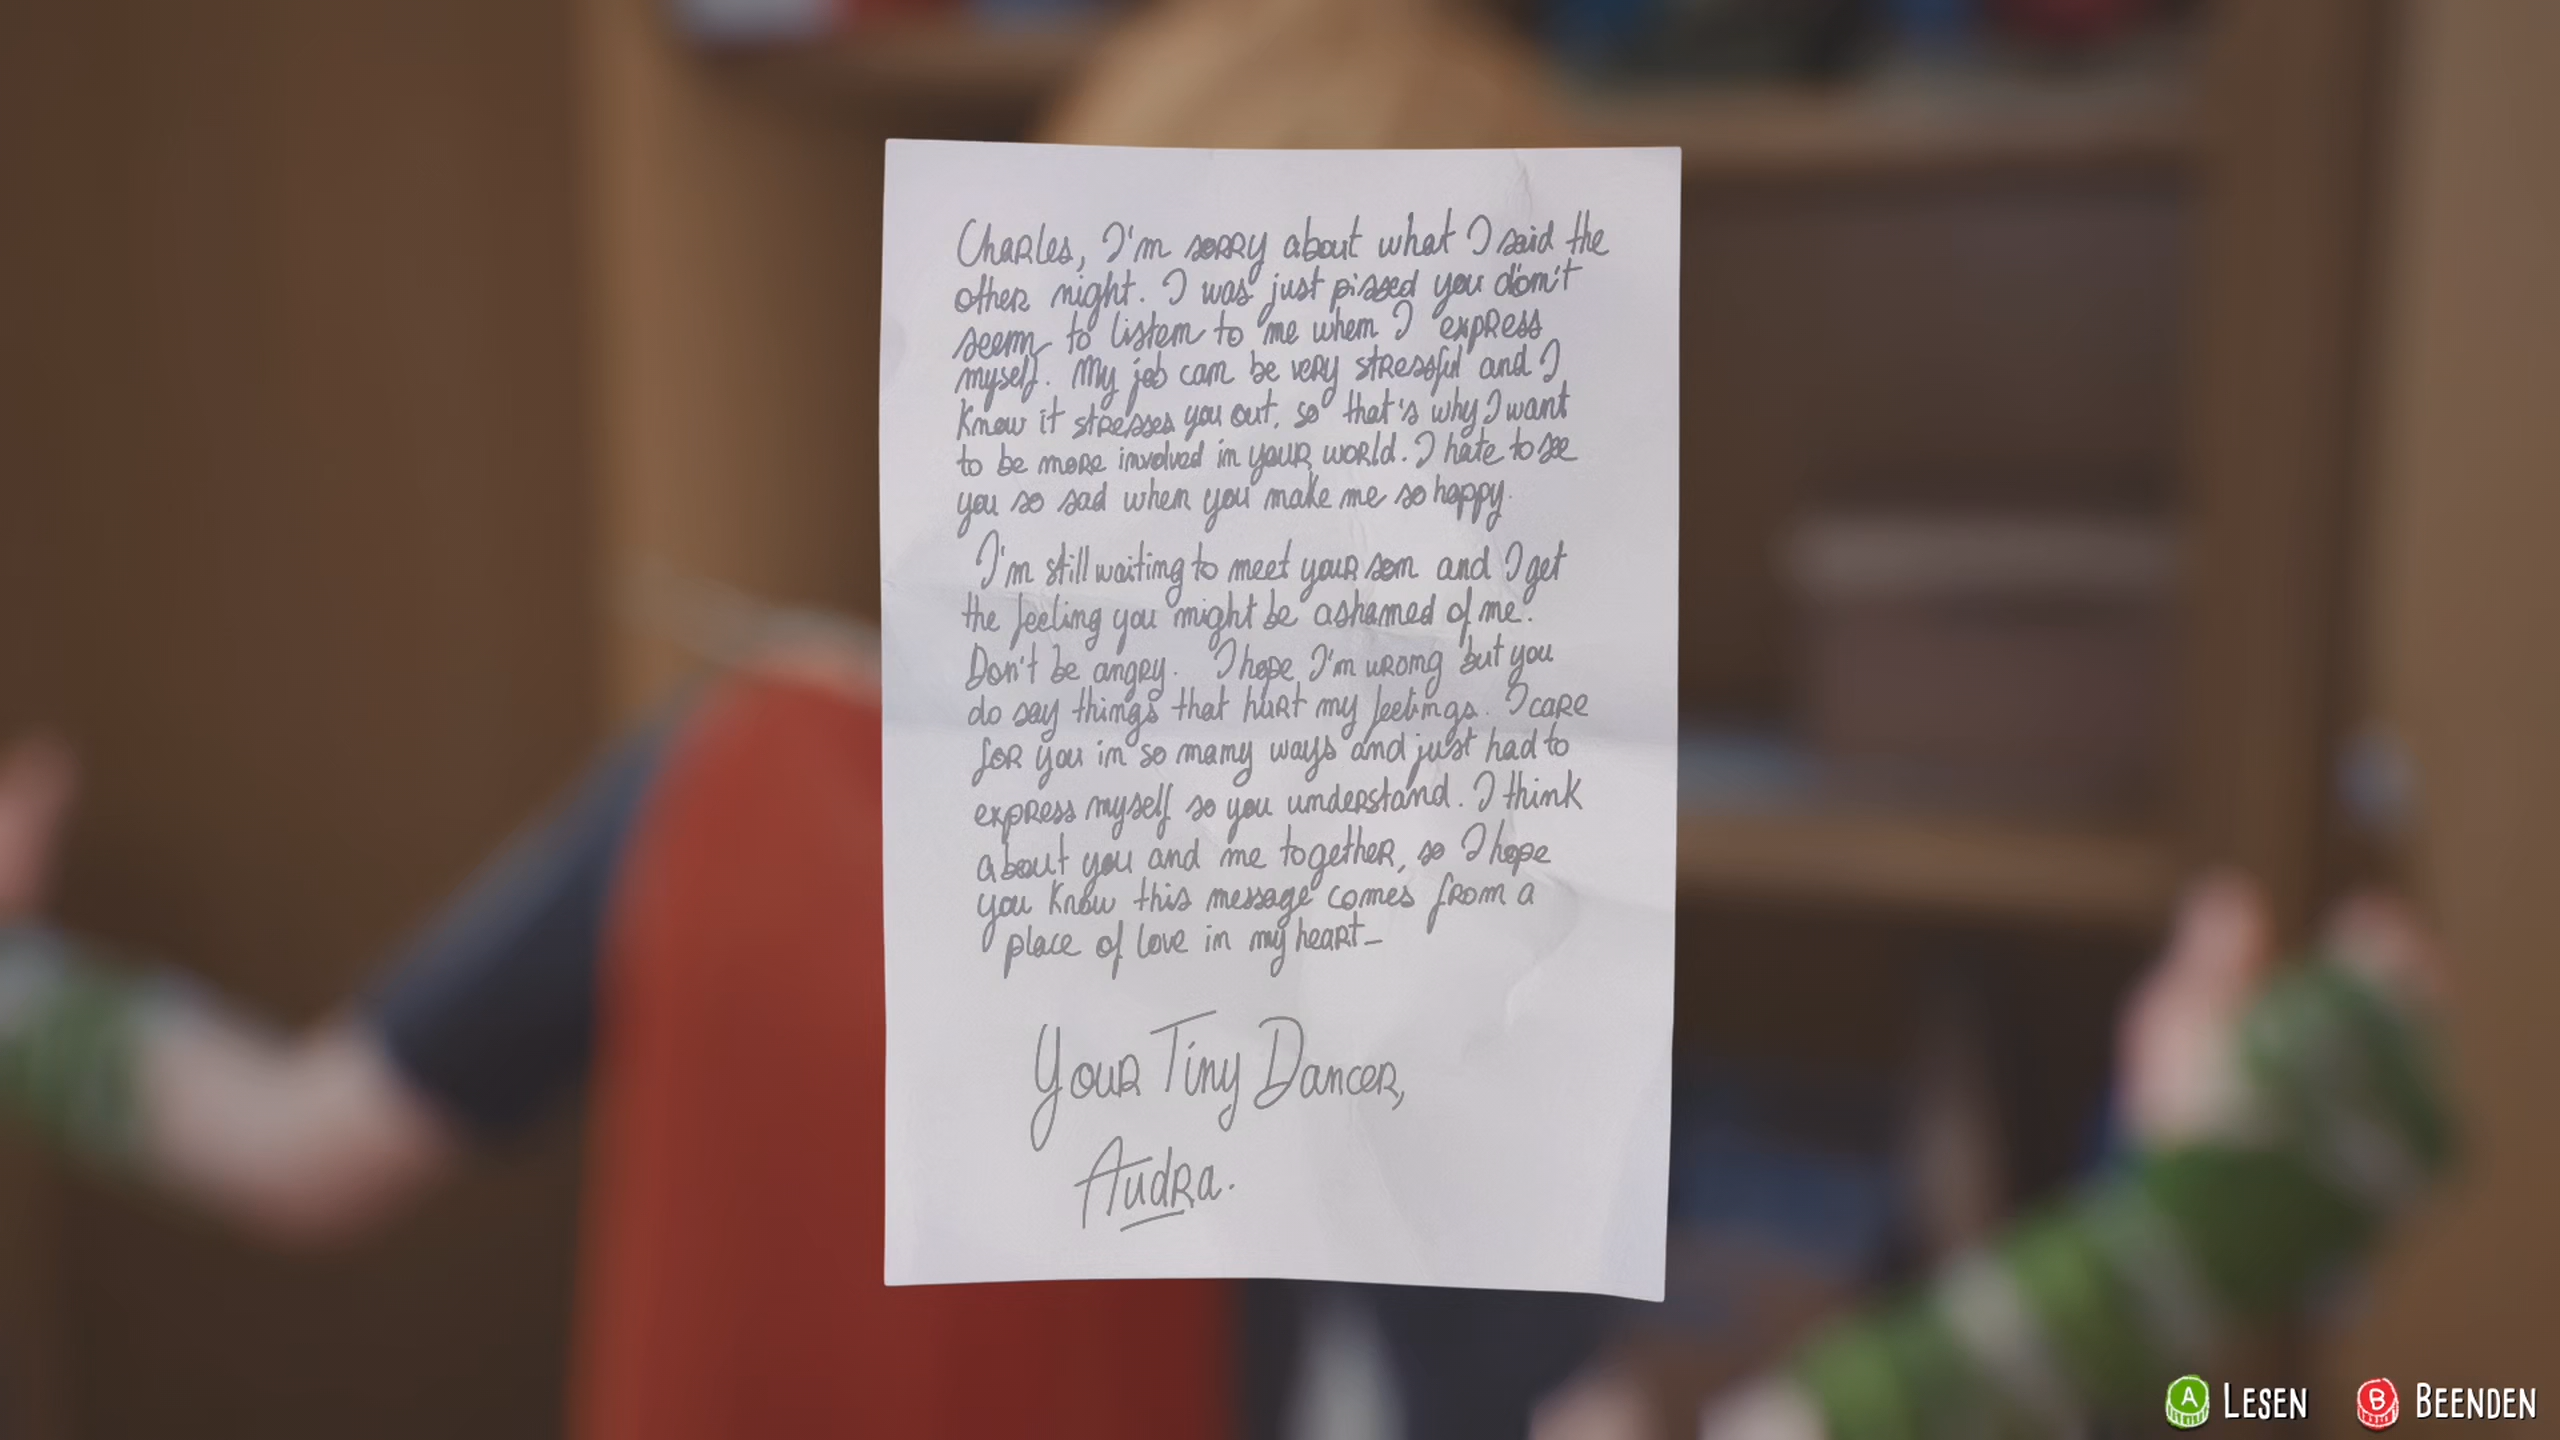 Charles, I'm sorry about what I said the
other night. I was just pissed you don't
seem to listen to me when I express
myself. My job can be very stressful and I
know it stresses you out, so that's why I want
to be more involved in your world. I hate to see
you so sad when you make me so happy.
I'm still waiting to meet your son and I get
the feeling you might be ashamed of me.
Don't be angry. I hope I'm wrong but you
do say things that hurt my feelings. I care
for you in so many ways and just had to
express myself so you understand. I think
about you and me together, so I hope
you know this message comes from a
place of love in my heart_
Your Tiny Dancer,
Audra.
A LESEN B BEENDEN